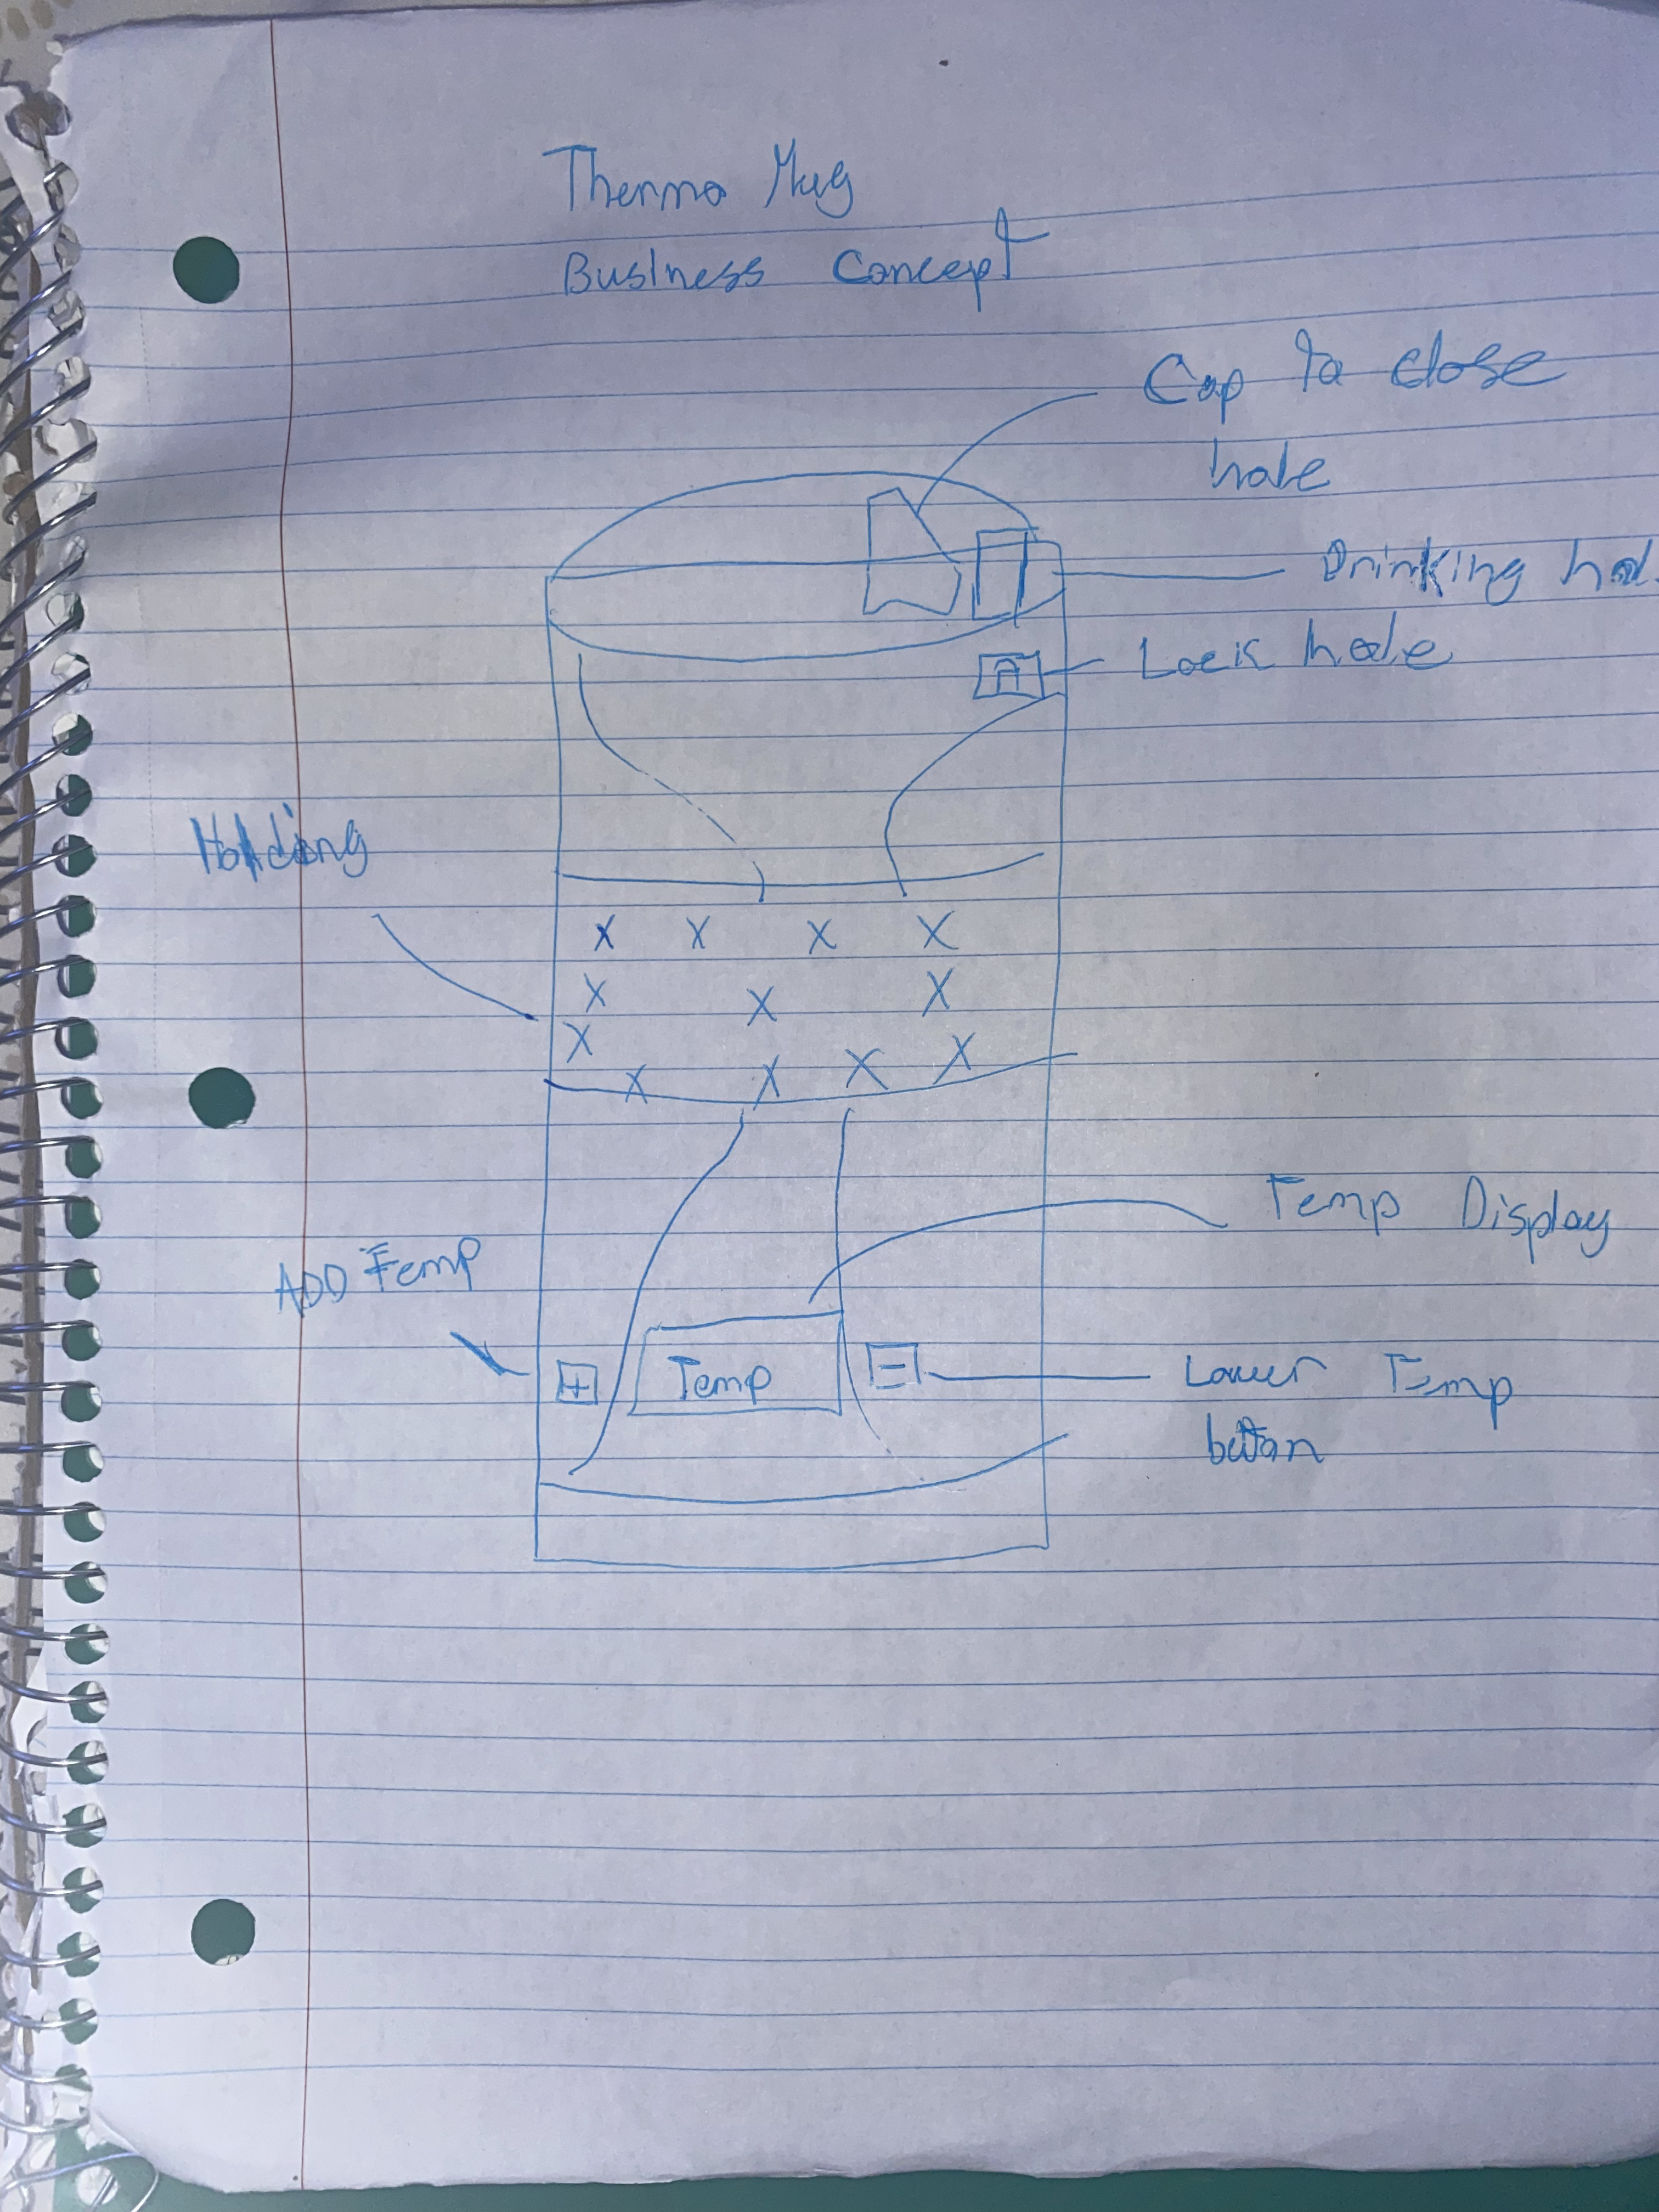 Thermo Mug
Business Concept
Cap to close
hole
Drinking hol
Lock hole
Holding
X X X X
X X X
X
X X X X
Temp Display
ADD Temp
+ Temp -
Lower Temp
button